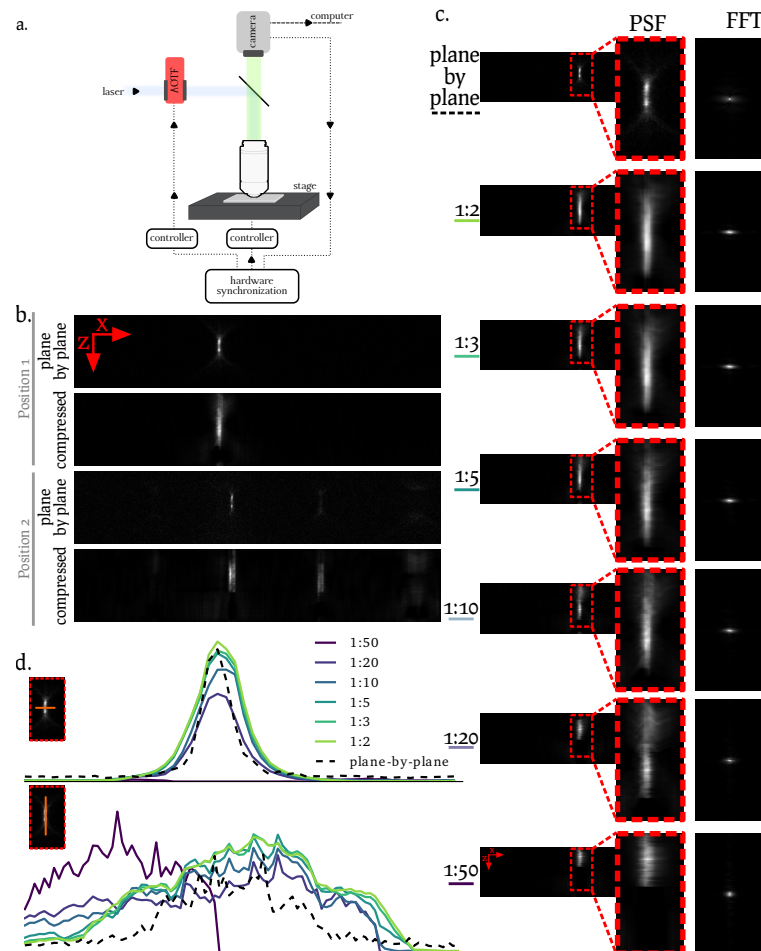 a.
computer
camera
AOTF
laser
stage
controller
controller
hardware
synchronization
b.
Position 1
plane
by plane
X
Z
compressed
Position 2
plane
by plane
compressed
c.
PSF
FFT
plane
by
plane
1:2
1:3
1:5
1:10
1:20
1:50
x
z
d.
1:50
1:20
1:10
1:5
1:3
1:2
plane-by-plane